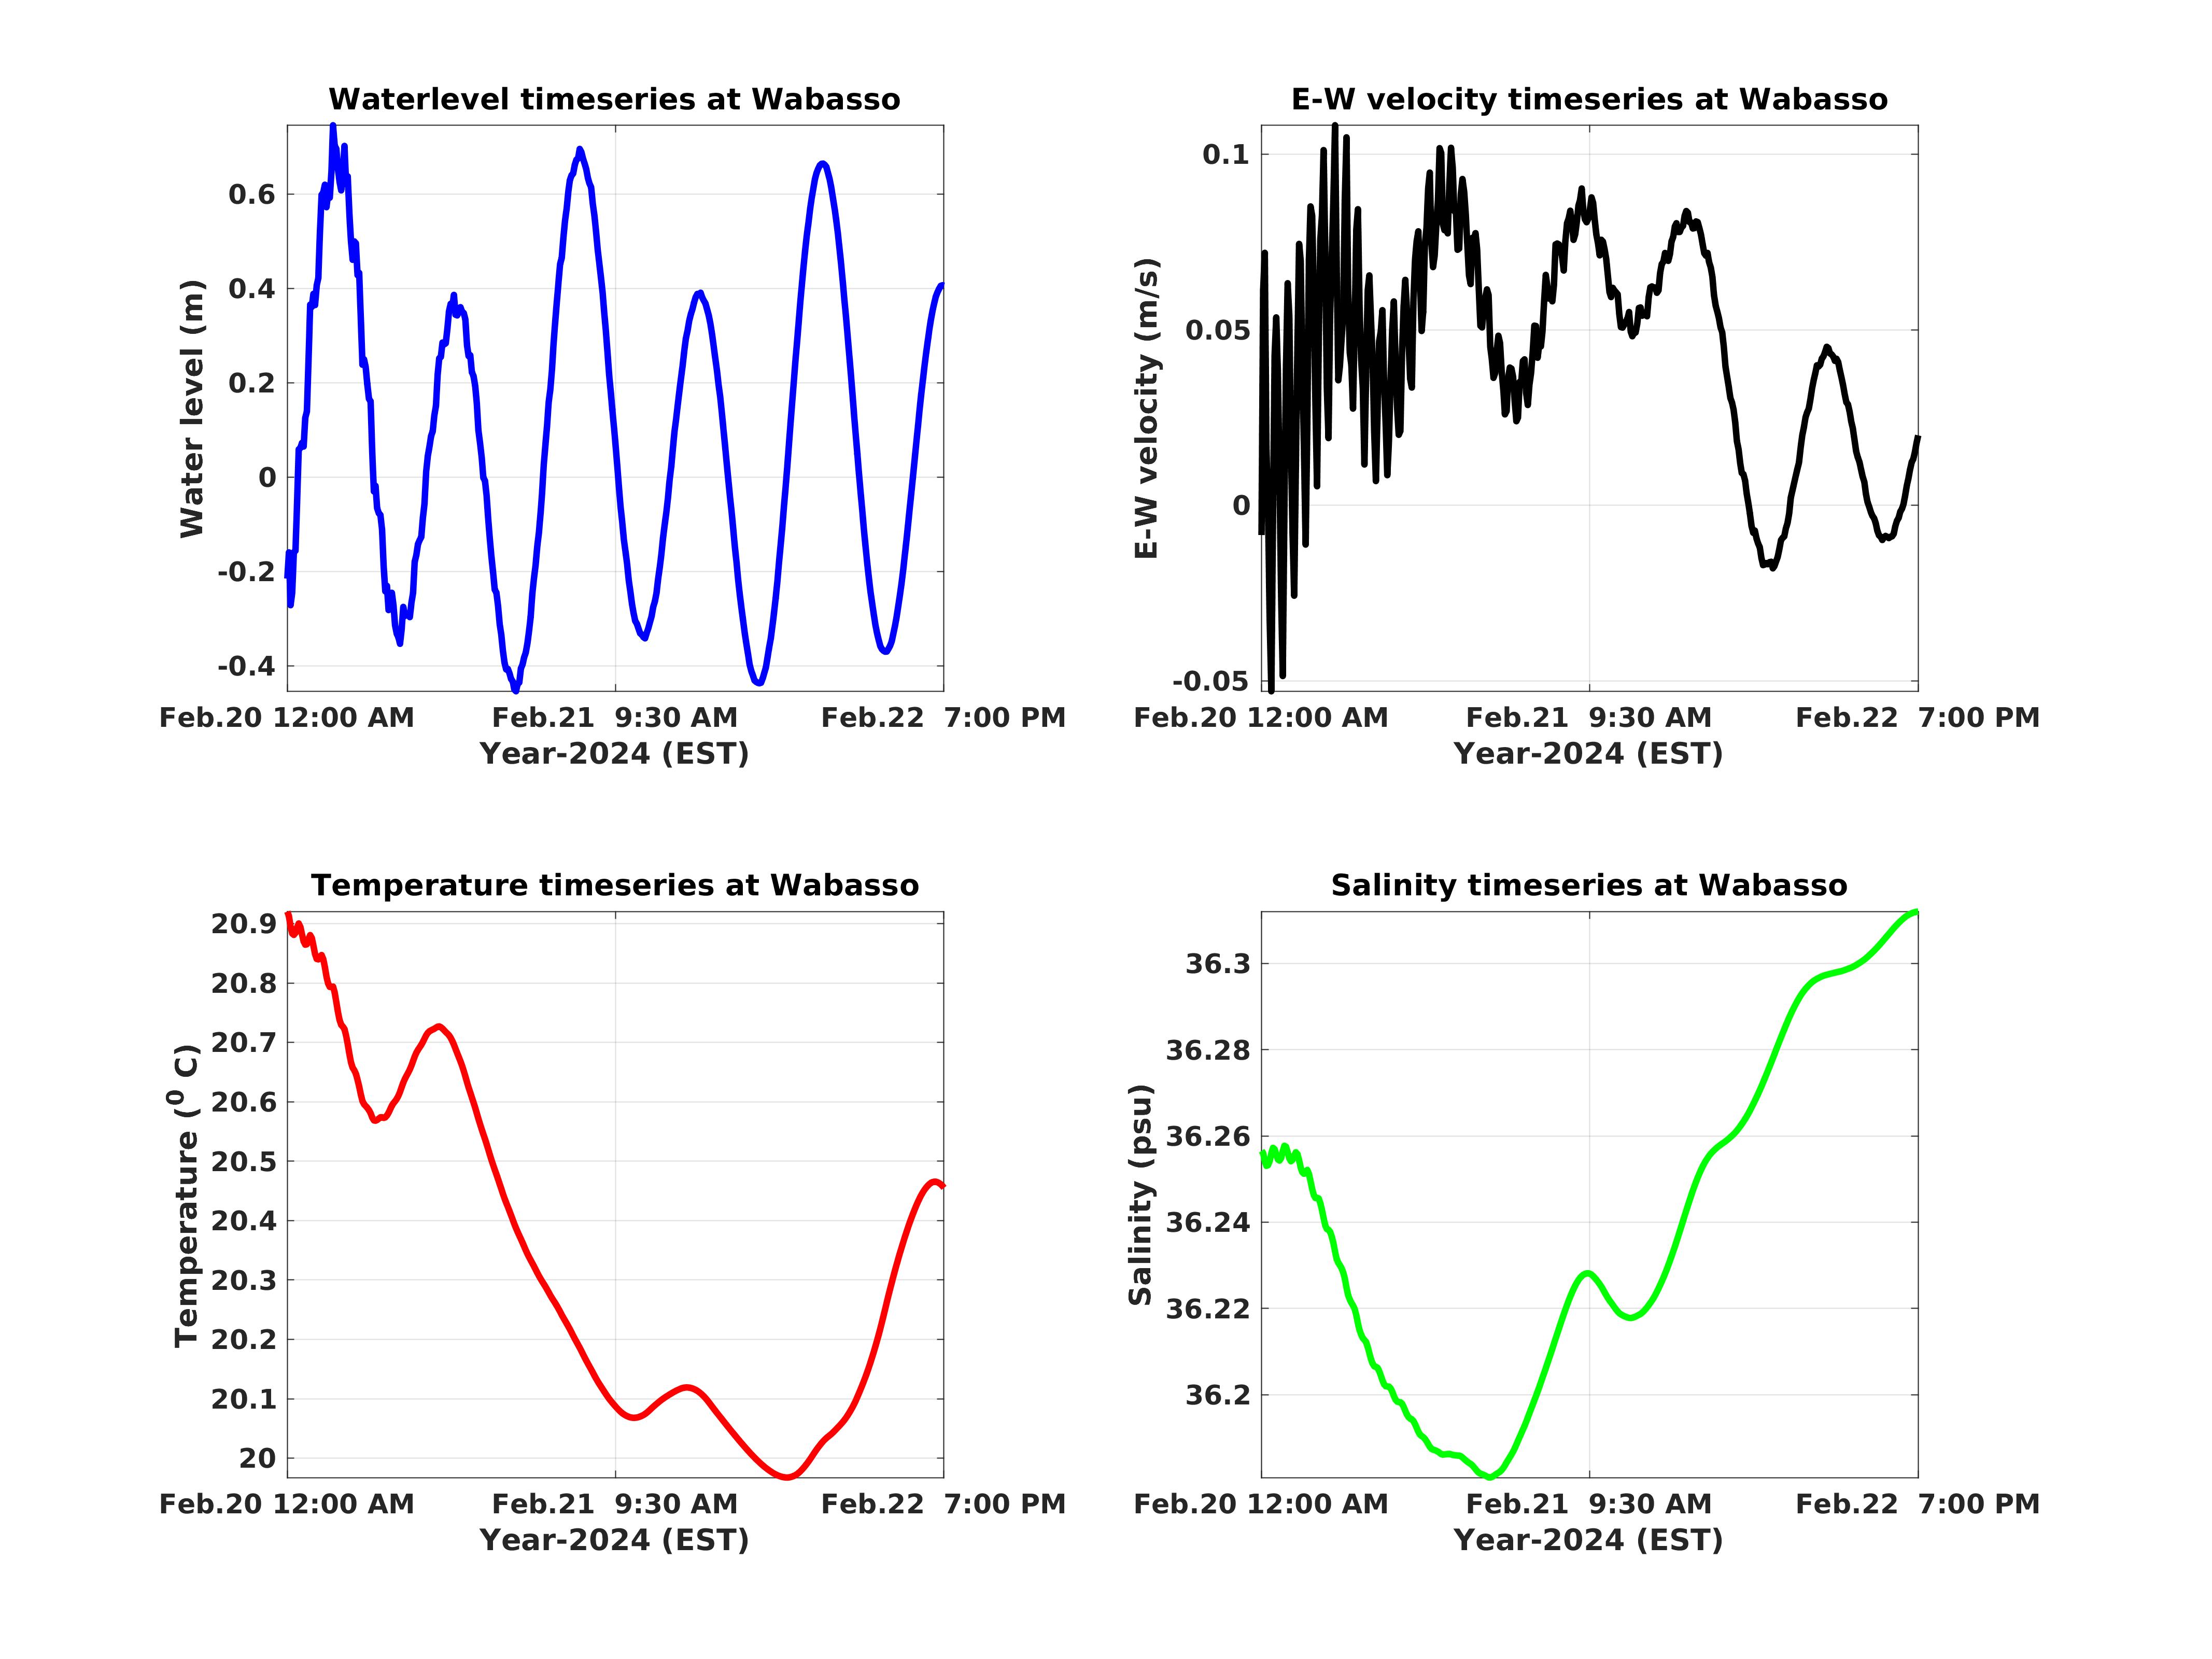 Waterlevel timeseries at Wabasso
0.6
0.4
0.2
0
-0.2
-0.4
Water level (m)
Feb.20 12:00 AM
Feb.21 9:30 AM
Feb.22 7:00 PM
Year-2024 (EST)
E-W velocity timeseries at Wabasso
0.1
0.05
0
-0.05
E-W velocity (m/s)
Feb.20 12:00 AM
Feb.21 9:30 AM
Feb.22 7:00 PM
Year-2024 (EST)
Temperature timeseries at Wabasso
20.9
20.8
20.7
20.6
20.5
20.4
20.3
20.2
20.1
20
Temperature (⁰ C)
Feb.20 12:00 AM
Feb.21 9:30 AM
Feb.22 7:00 PM
Year-2024 (EST)
Salinity timeseries at Wabasso
36.3
36.28
36.26
36.24
36.22
36.2
Salinity (psu)
Feb.20 12:00 AM
Feb.21 9:30 AM
Feb.22 7:00 PM
Year-2024 (EST)